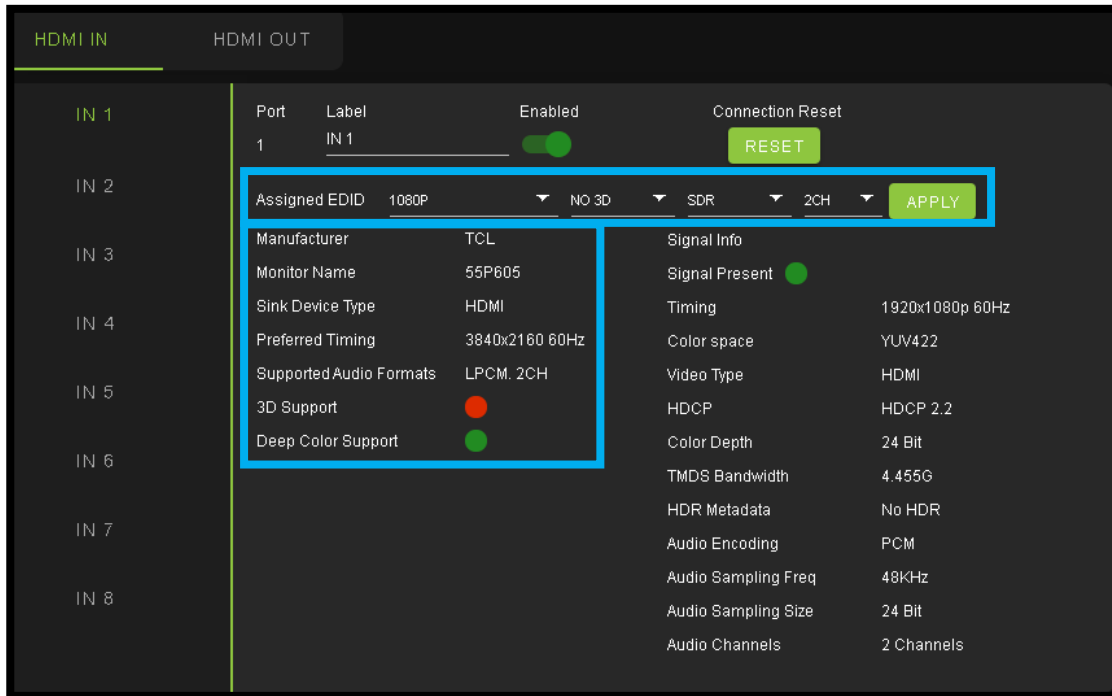 HDMI IN HDMI OUT
IN 1
IN 2
IN 3
IN 4
IN 5
IN 6
IN 7
IN 8
Port Label Enabled Connection Reset
1 IN 1 RESET
Assigned EDID 1080P NO 3D SDR 2CH APPLY
Manufacturer TCL
Monitor Name 55P605
Sink Device Type HDMI
Preferred Timing 3840x2160 60Hz
Supported Audio Formats LPCM. 2CH
3D Support
Deep Color Support
Signal Info
Signal Present
Timing 1920x1080p 60Hz
Color space YUV422
Video Type HDMI
HDCP HDCP 2.2
Color Depth 24 Bit
TMDS Bandwidth 4.455G
HDR Metadata No HDR
Audio Encoding PCM
Audio Sampling Freq 48KHz
Audio Sampling Size 24 Bit
Audio Channels 2 Channels